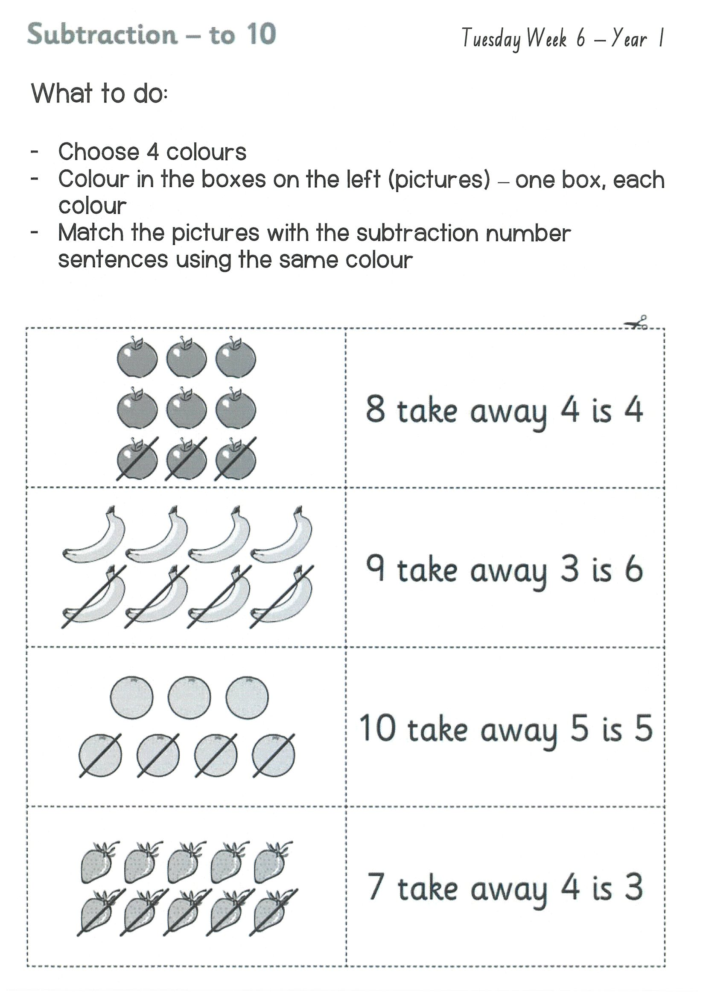 Subtraction – to 10
Tuesday Week 6 – Year 1
What to do:
- Choose 4 colours
- Colour in the boxes on the left (pictures) – one box, each
colour
- Match the pictures with the subtraction number
sentences using the same colour
8 take away 4 is 4
9 take away 3 is 6
10 take away 5 is 5
7 take away 4 is 3